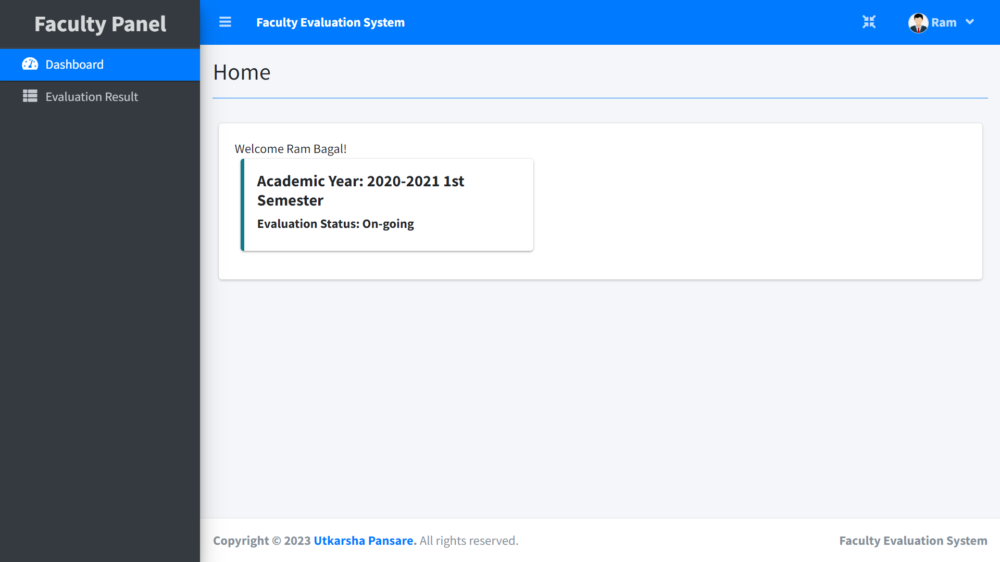 Faculty Panel
Faculty Evaluation System
Ram
Dashboard
Evaluation Result
Home
Welcome Ram Bagal!
Academic Year: 2020-2021 1st
Semester
Evaluation Status: On-going
Copyright © 2023 Utkarsha Pansare. All rights reserved.
Faculty Evaluation System